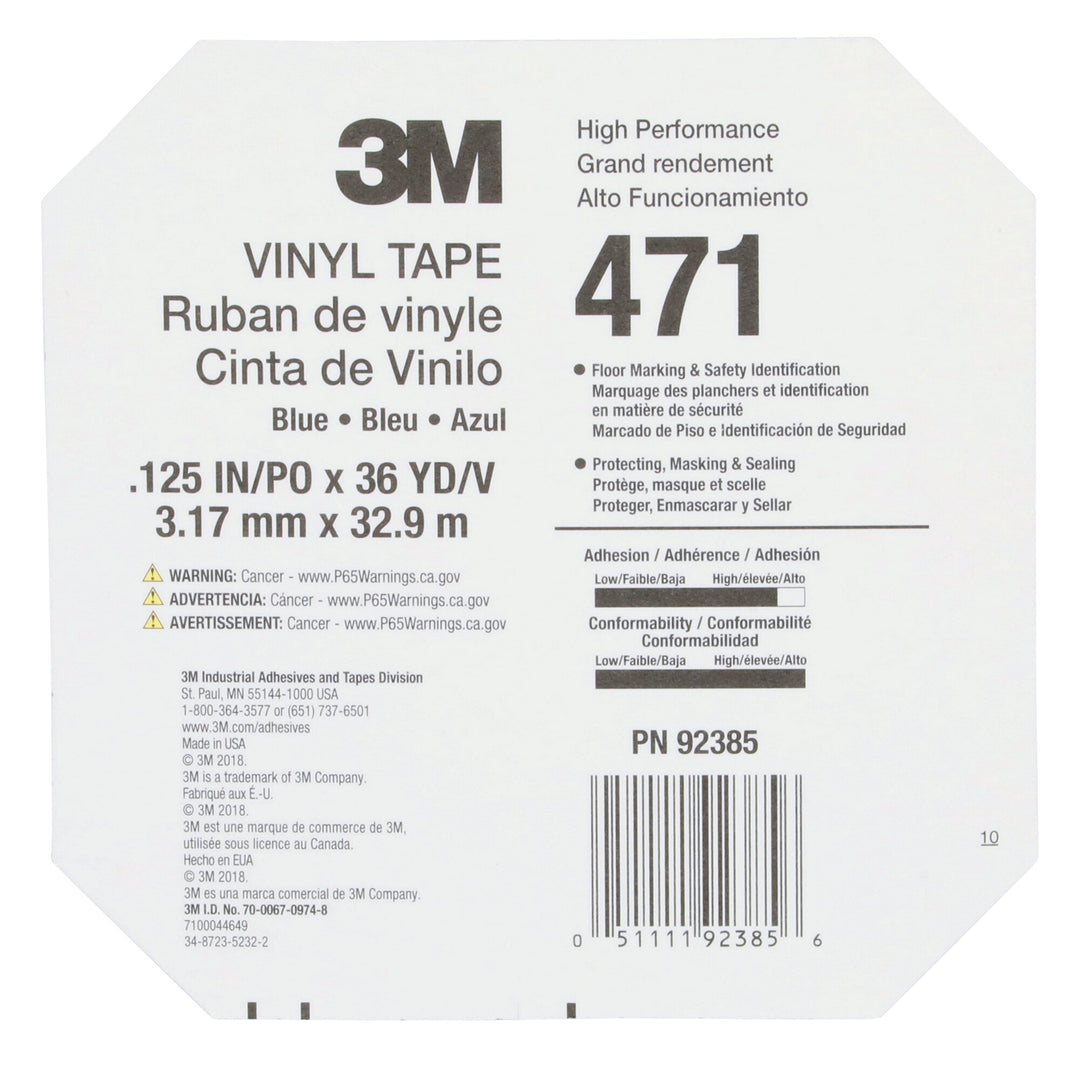 3M
VINYL TAPE
Ruban de vinyle
Cinta de Vinilo
Blue • Bleu • Azul
.125 IN/PO x 36 YD/V
3.17 mm x 32.9 m
WARNING: Cancer - www.P65Warnings.ca.gov
ADVERTENCIA: Cáncer - www.P65Warnings.ca.gov
AVERTISSEMENT: Cancer - www.P65Warnings.ca.gov
3M Industrial Adhesives and Tapes Division
St. Paul, MN 55144-1000 USA
1-800-364-3577 or (651) 737-6501
www.3M.com/adhesives
Made in USA
© 3M 2018.
3M is a trademark of 3M Company.
Fabriqué aux É.-U.
© 3M 2018.
3M est une marque de commerce de 3M,
utilisée sous licence au Canada.
Hecho en EUA
© 3M 2018.
3M es una marca comercial de 3M Company.
3M I.D. No. 70-0067-0974-8
7100044649
34-8723-5232-2
High Performance
Grand rendement
Alto Funcionamiento
471
• Floor Marking & Safety Identification
Marquage des planchers et identification
en matière de sécurité
Marcado de Piso e Identificación de Seguridad
• Protecting, Masking & Sealing
Protège, masque et scelle
Proteger, Enmascarar y Sellar
Adhesion / Adhérence / Adhesión
Low/Faible/Baja High/élevée/Alto
Conformability / Conformabilité
Conformabilidad
Low/Faible/Baja High/élevée/Alto
PN 92385
0 51111 92385 6
10